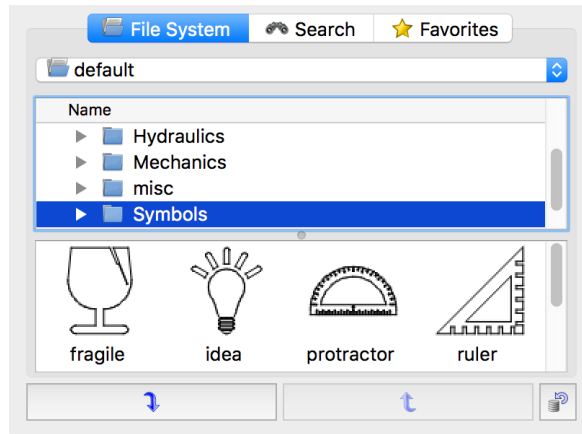 File System Search Favorites
default
Name
Hydraulics
Mechanics
misc
Symbols
fragile idea protractor ruler